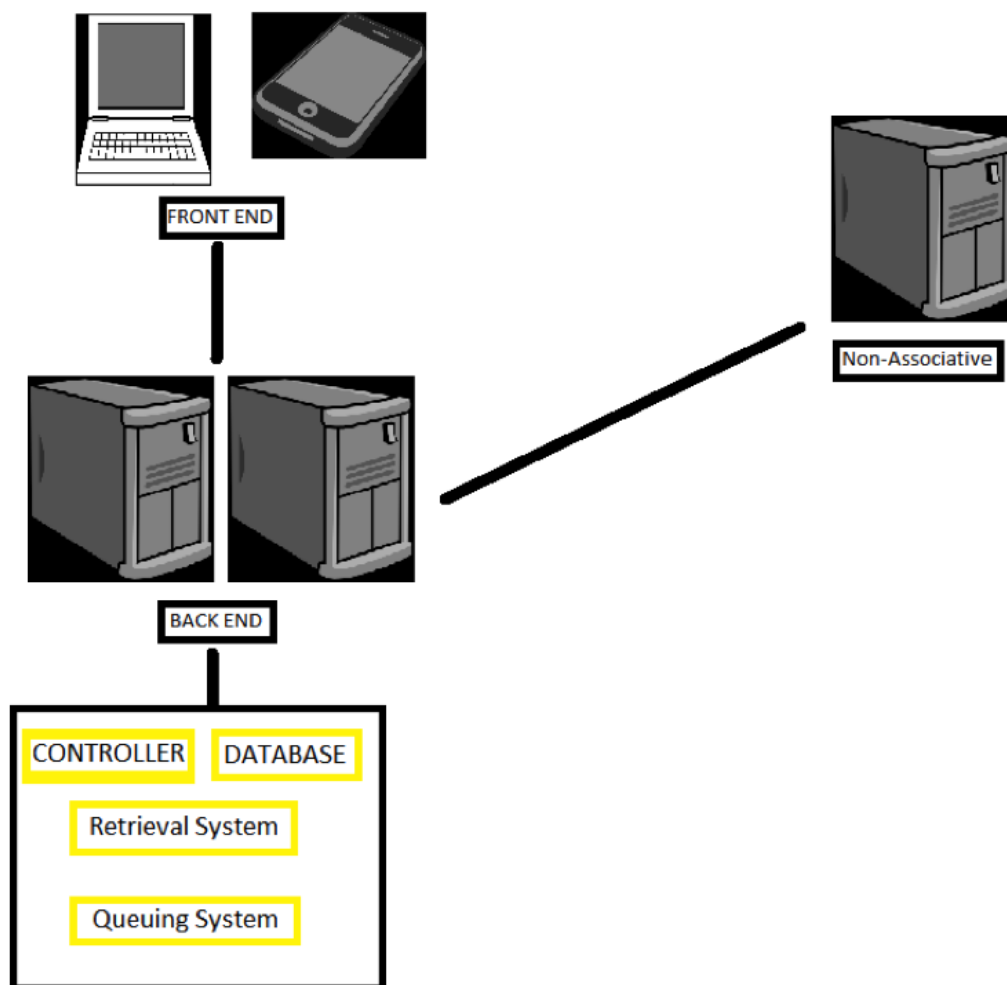 FRONT END
Non-Associative
BACK END
CONTROLLER
DATABASE
Retrieval System
Queuing System